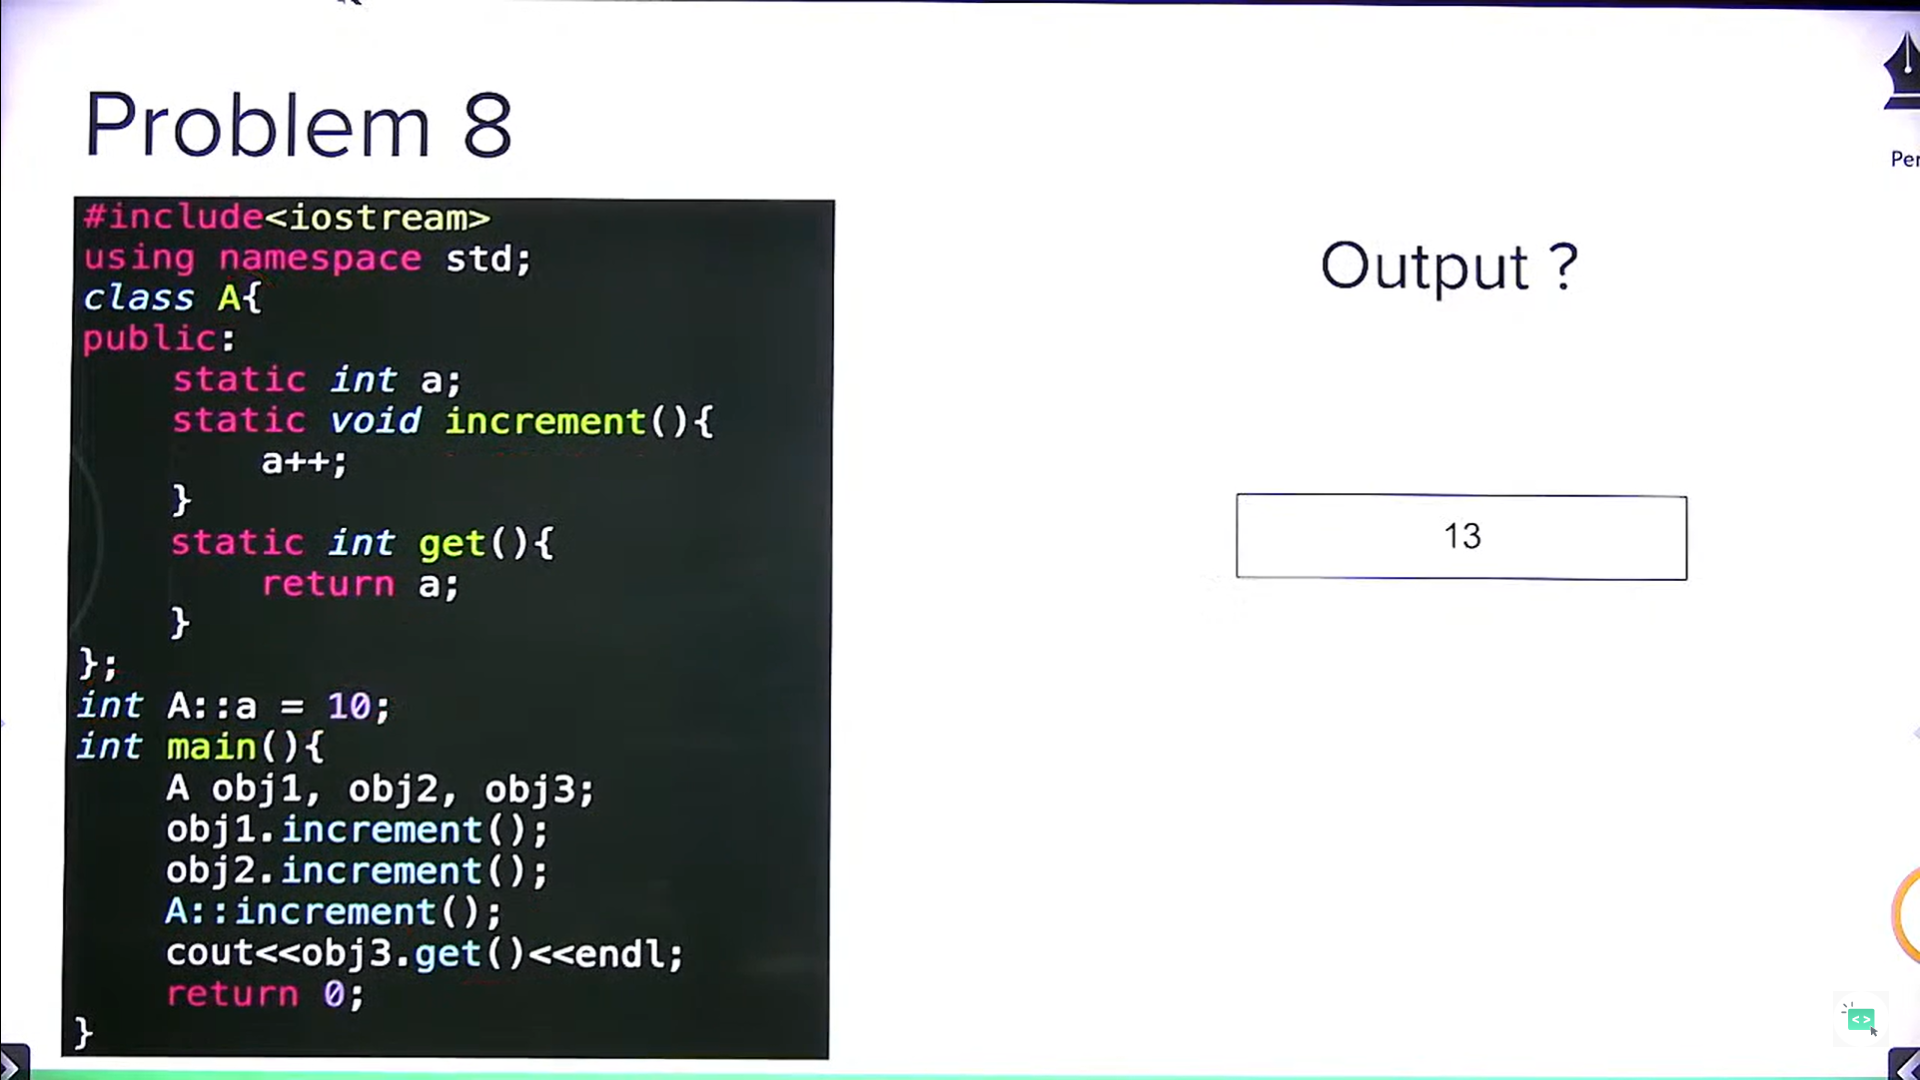 Problem 8
#include<iostream>
using namespace std;
class A{
public:
    static int a;
    static void increment(){
        a++;
    }
    static int get(){
        return a;
    }
};
int A::a = 10;
int main(){
    A obj1, obj2, obj3;
    obj1.increment();
    obj2.increment();
    A::increment();
    cout<<obj3.get()<<endl;
    return 0;
}
Output ?
13